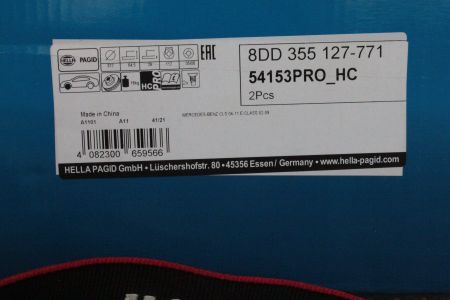 HELLA PAGID
EAC
8DD 355 127-771
54153PRO_HC
2Pcs
HC PRO
Made in China
A1101 A11 41/21
MERCEDES-BENZ CLS 04-11 E-CLASS 02-09
4 082300 659566
HELLA PAGID GmbH • Lüschershofstr. 80 • 45356 Essen / Germany • www.hella-pagid.com